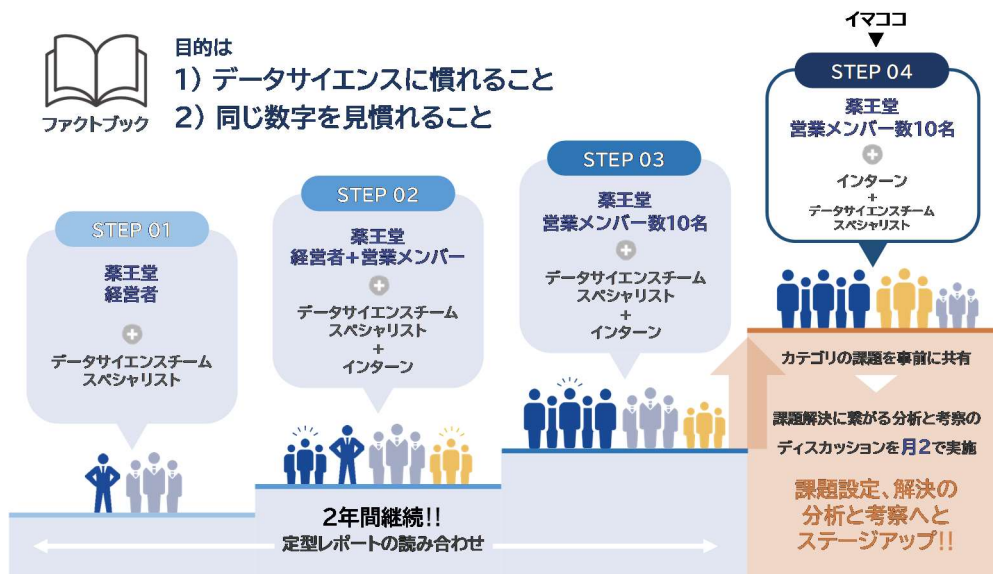 目的は
1) データサイエンスに慣れること
2) 同じ数字を見慣れること
ファクトブック
STEP 01
薬王堂
経営者
+
データサイエンスチーム
スペシャリスト
STEP 02
薬王堂
経営者+営業メンバー
+
データサイエンスチーム
スペシャリスト
+
インターン
STEP 03
薬王堂
営業メンバー数10名
+
データサイエンスチーム
スペシャリスト
+
インターン
イマココ
STEP 04
薬王堂
営業メンバー数10名
+
インターン
+
データサイエンスチーム
スペシャリスト
2年間継続!!
定型レポートの読み合わせ
カテゴリの課題を事前に共有
課題解決に繋がる分析と考察の
ディスカッションを月2で実施
課題設定、解決の
分析と考察へと
ステージアップ!!